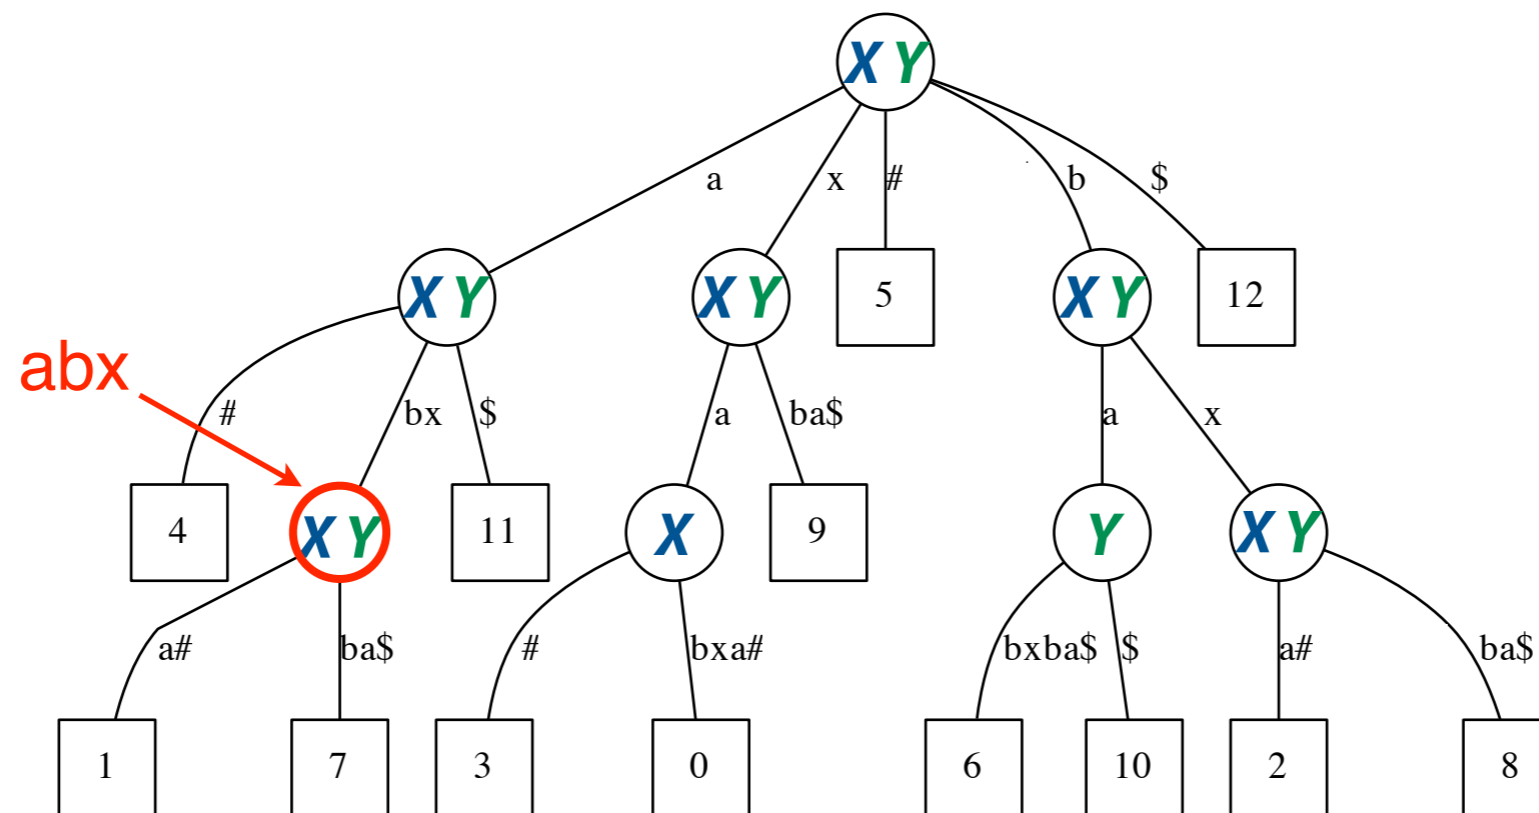 X Y
a x # b $
X Y X Y 5 X Y 12
abx
# bx $ a ba$ a x
4 X Y 11 X 9 Y X Y
a# ba$ # bxa# bxba$ $ a# ba$
1 7 3 0 6 10 2 8